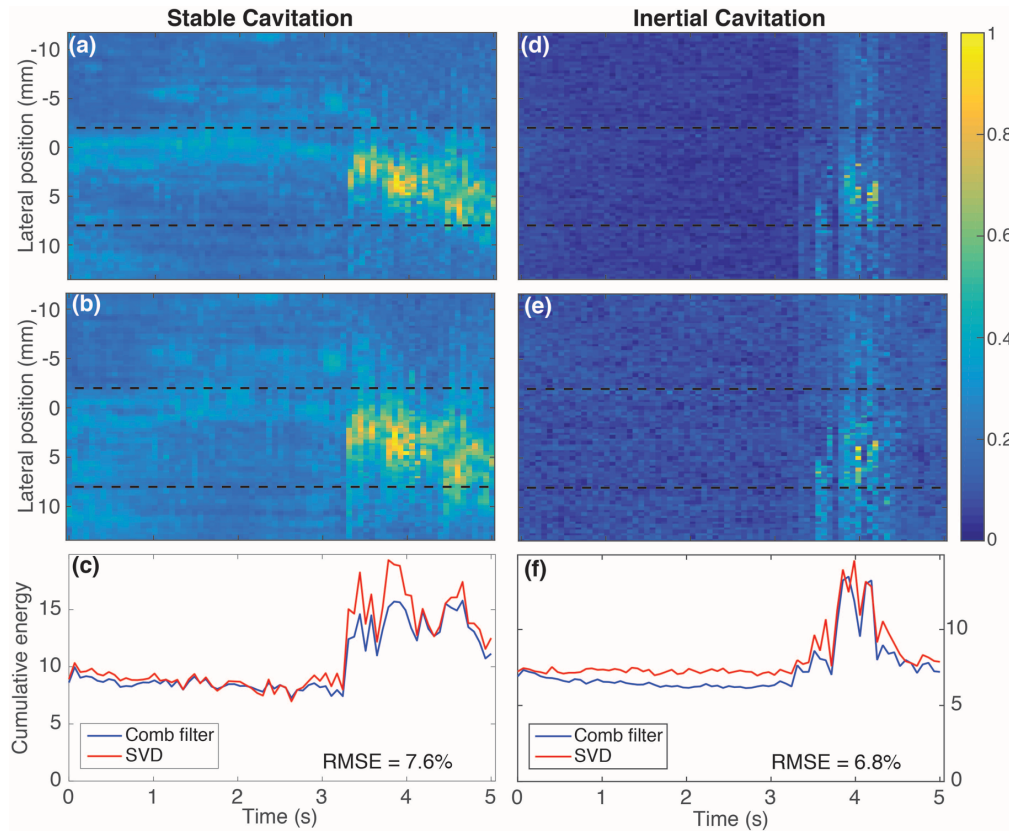 Stable Cavitation
Inertial Cavitation
(a)
-10
-5
0
5
10
Lateral position (mm)
(d)
1
0.8
0.6
0.4
0.2
0
(b)
-10
-5
0
5
10
Lateral position (mm)
(e)
(c)
15
10
5
0
Cumulative energy
Comb filter
SVD
RMSE = 7.6%
0 1 2 3 4 5
Time (s)
(f)
10
5
0
Comb filter
SVD
RMSE = 6.8%
0 1 2 3 4 5
Time (s)